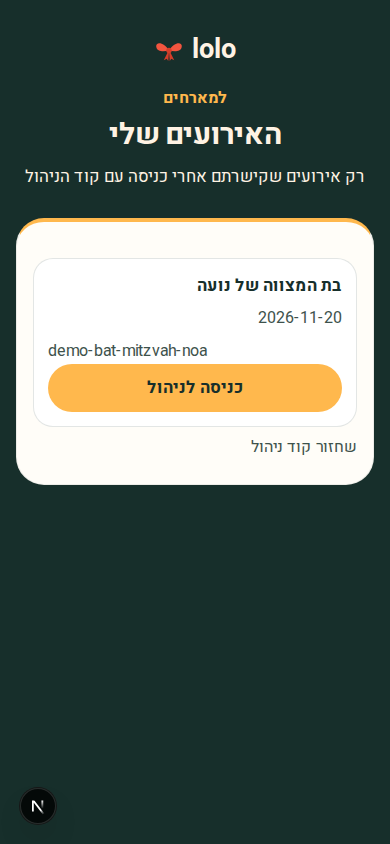 lolo
למארחים
האירועים שלי
רק אירועים שקישרתם אחרי כניסה עם קוד הניהול
בת המצווה של נועה
2026-11-20
demo-bat-mitzvah-noa
כניסה לניהול
שחזור קוד ניהול
N